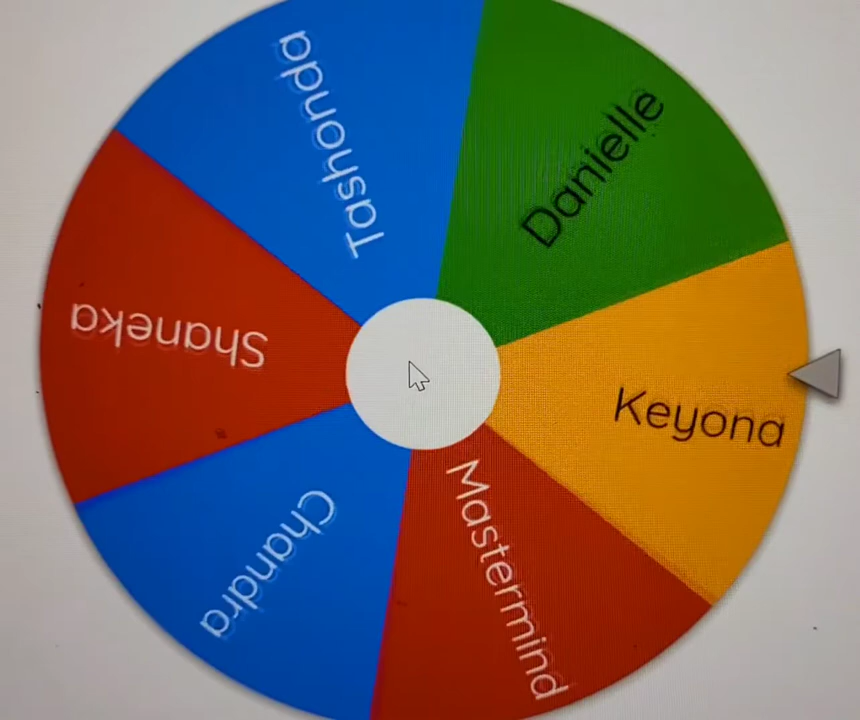 Tashonda
Danielle
Keyona
Mastermind
Chandra
Shaneka